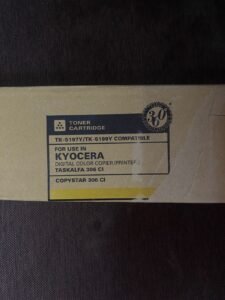 TONER
CARTRIDGE
360
TK-5197Y/TK-5199Y COMPATIBLE
FOR USE IN
KYOCERA
DIGITAL COLOR COPIER/PRINTER
TASKALFA 306 CI
COPYSTAR 306 CI